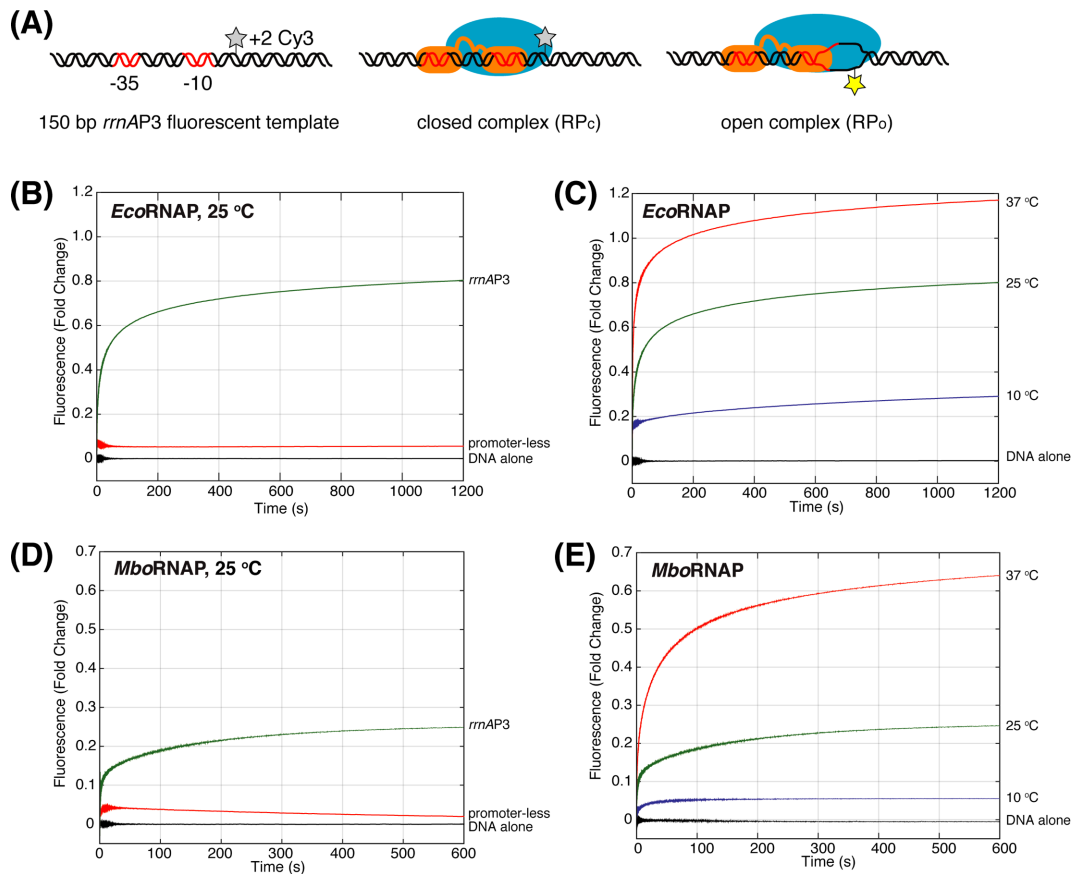 (A)
+2 Cy3
-35
-10
150 bp rrnAP3 fluorescent template
closed complex (RPc)
open complex (RPo)
(B)
EcoRNAP, 25 °C
Fluorescence (Fold Change)
1.2
1.0
0.8
0.6
0.4
0.2
0
0
200
400
600
800
1000
1200
Time (s)
rrnAP3
promoter-less
DNA alone
(C)
EcoRNAP
Fluorescence (Fold Change)
1.2
1.0
0.8
0.6
0.4
0.2
0
0
200
400
600
800
1000
1200
Time (s)
37 °C
25 °C
10 °C
DNA alone
(D)
MboRNAP, 25 °C
Fluorescence (Fold Change)
0.7
0.6
0.5
0.4
0.3
0.2
0.1
0
0
100
200
300
400
500
600
Time (s)
rrnAP3
promoter-less
DNA alone
(E)
MboRNAP
Fluorescence (Fold Change)
0.7
0.6
0.5
0.4
0.3
0.2
0.1
0
0
100
200
300
400
500
600
Time (s)
37 °C
25 °C
10 °C
DNA alone